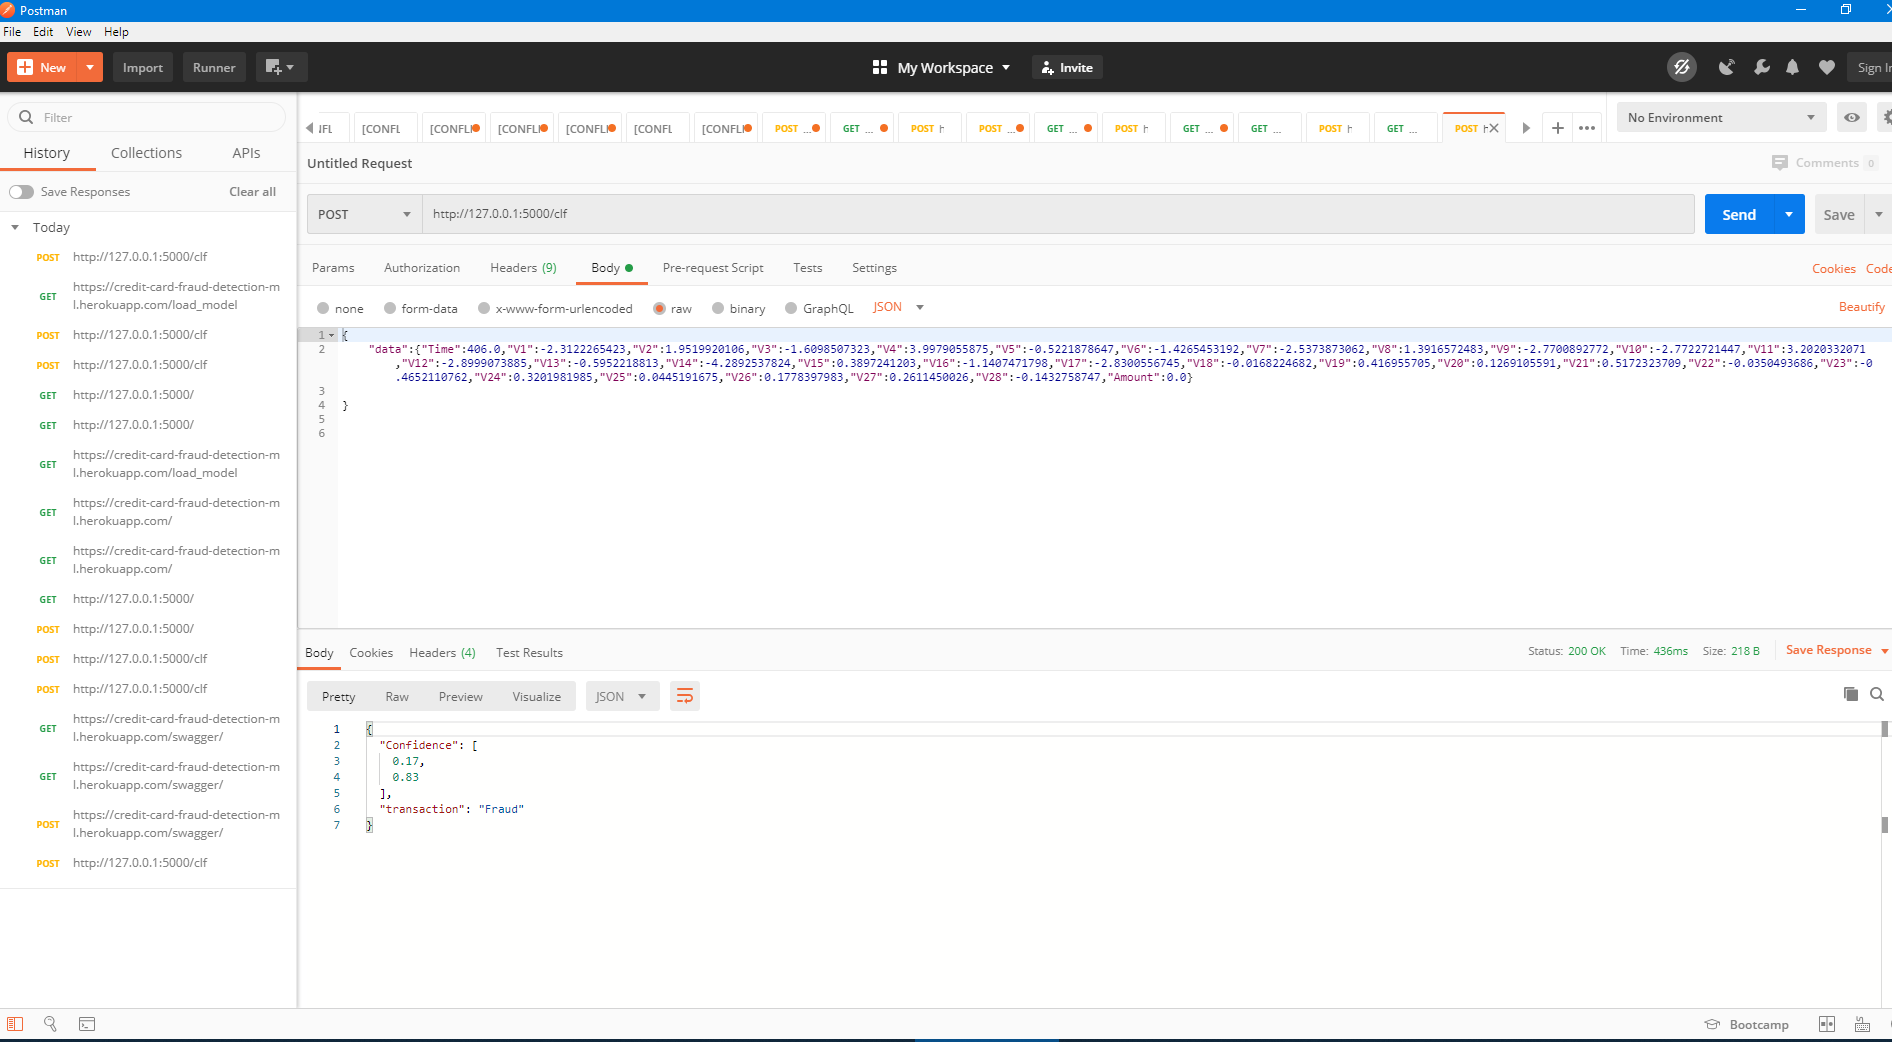 Postman
File Edit View Help
New Import Runner My Workspace Invite Sign
Filter
History Collections APIs
Save Responses Clear all
Today
POST http://127.0.0.1:5000/clf
GET https://credit-card-fraud-detection-m
l.herokuapp.com/load_model
POST http://127.0.0.1:5000/clf
POST http://127.0.0.1:5000/clf
GET http://127.0.0.1:5000/
GET http://127.0.0.1:5000/
GET https://credit-card-fraud-detection-m
l.herokuapp.com/load_model
GET https://credit-card-fraud-detection-m
l.herokuapp.com/
GET https://credit-card-fraud-detection-m
l.herokuapp.com/
GET http://127.0.0.1:5000/
POST http://127.0.0.1:5000/
POST http://127.0.0.1:5000/clf
POST http://127.0.0.1:5000/clf
GET https://credit-card-fraud-detection-m
l.herokuapp.com/swagger/
GET https://credit-card-fraud-detection-m
l.herokuapp.com/swagger/
POST https://credit-card-fraud-detection-m
l.herokuapp.com/swagger/
POST http://127.0.0.1:5000/clf
[CONFL [CONFLI [CONFLI [CONFLI [CONFL [CONFLI POST ... GET ... POST POST ... GET ... POST GET ... GET ... POST GET ... POST No Environment
Untitled Request Comments 0
POST http://127.0.0.1:5000/clf Send Save
Params Authorization Headers (9) Body Pre-request Script Tests Settings Cookies Code
none form-data x-www-form-urlencoded raw binary GraphQL JSON Beautify
1 {
2 "data":{"Time":406.0,"V1":-2.3122265423,"V2":1.9519920106,"V3":-1.6098507323,"V4":3.9979055875,"V5":-0.5221878647,"V6":-1.4265453192,"V7":-2.5373873062,"V8":1.3916572483,"V9":-2.7700892772,"V10":-2.7722721447,"V11":3.2020332071
,"V12":-2.8999073885,"V13":-0.5952218813,"V14":-4.2892537824,"V15":0.3897241203,"V16":-1.1407471798,"V17":-2.8300556745,"V18":-0.0168224682,"V19":0.416955705,"V20":0.1269105591,"V21":0.5172323709,"V22":-0.0350493686,"V23":-0
.4652110762,"V24":0.3201981985,"V25":0.0445191675,"V26":0.1778397983,"V27":0.2611450026,"V28":-0.1432758747,"Amount":0.0}
3
4 }
5
6
Body Cookies Headers (4) Test Results Status: 200 OK Time: 436ms Size: 218 B Save Response
Pretty Raw Preview Visualize JSON
1 {
2 "Confidence": [
3 0.17,
4 0.83
5 ],
6 "transaction": "Fraud"
7 }
Bootcamp